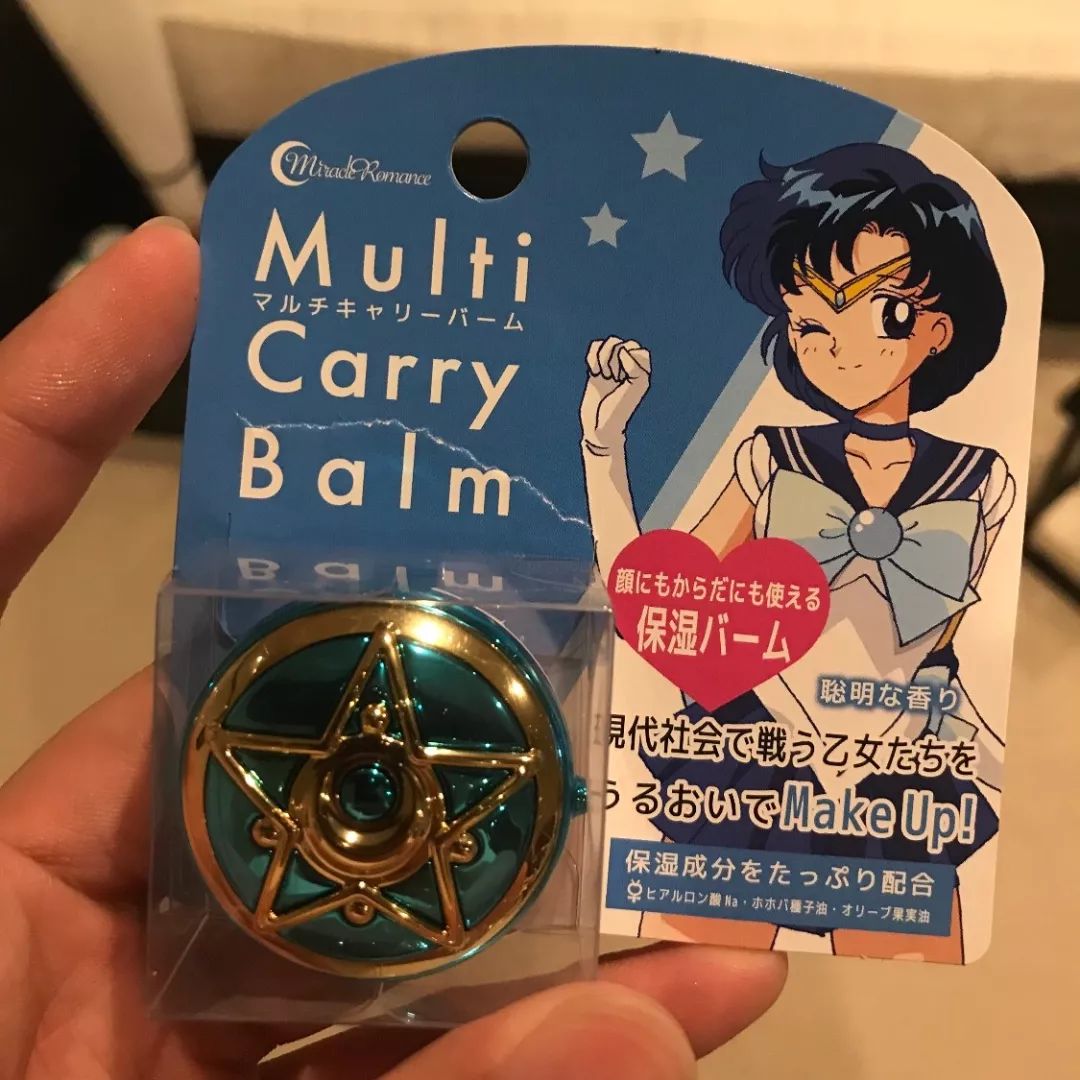 Miracle Romance
Multi
マルチキャリーバーム
Carry
Balm
顔にもからだにも使える
保湿バーム
聡明な香り
現代社会で戦う乙女たちを
うるおいでMake Up!
保湿成分をたっぷり配合
☿ヒアルロン酸Na・ホホバ種子油・オリーブ果実油